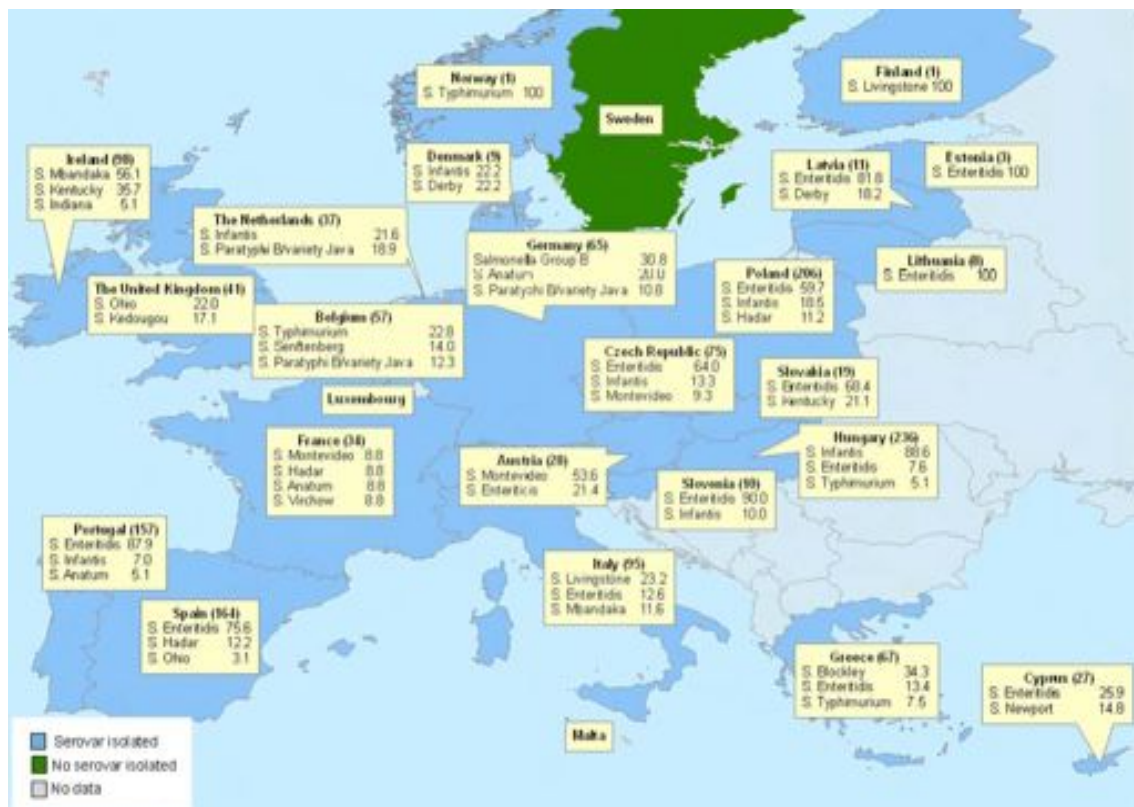 Norway (1)
S. Typhimurium 100
Finland (1)
S. Livingstone 100
Sweden
Ireland (98)
S. Mbandaka 56.1
S. Kentucky 35.7
S. Indiana 5.1
Denmark (9)
S. Infantis 22.2
S. Derby 22.2
Latvia (11)
S. Enteritidis 81.8
S. Derby 18.2
Estonia (3)
S. Enteritidis 100
The Netherlands (37)
S. Infantis 21.6
S. Paratyphi B/variety Java 18.9
Germany (65)
Salmonella Group B 30.8
S. Anatum 20.0
S. Paratyphi B/variety Java 10.8
Lithuania (8)
S. Enteritidis 100
Poland (206)
S. Enteritidis 59.7
S. Infantis
S. Hadar 11.2
The United Kingdom (41)
S. Ohio 22.0
S. Kedougou 17.1
Belgium (57)
S. Typhimurium 22.8
S. Senftenberg 14.0
S. Paratyphi B/variety Java 12.3
Czech Republic (75)
S. Enteritidis 64.0
S. Infantis 13.3
S. Montevideo 9.3
Slovakia (19)
S. Enteritidis 68.4
S. Kentucky 21.1
Luxembourg
France (34)
S. Montevideo 8.8
S. Hadar 8.8
S. Anatum 8.8
S. Virchow 8.8
Austria (28)
S. Montevideo 53.6
S. 21.4
Hungary (236)
S. Infantis 88.6
S. Enteritidis 7.6
S. Typhimurium 5.1
Slovenia (10)
S. Enteritidis 90.0
S. Infantis 10.0
Portugal (157)
S. Enteritidis 87.9
S. Infantis 7.0
S. Anatum 5.1
Italy (95)
S. Livingstone 23.2
S. Enteritidis 12.6
S. Mbandaka 11.6
Spain (164)
S. Enteritidis 75.6
S. Hadar 12.2
S. Ohio 3.1
Greece (67)
S. Blockley 34.3
S. Enteritidis 13.4
S. Typhimurium 7.5
Cyprus (27)
S. Enteritidis 25.9
S. Newport 14.8
Malta
Serovar isolated
No serovar isolated
No data